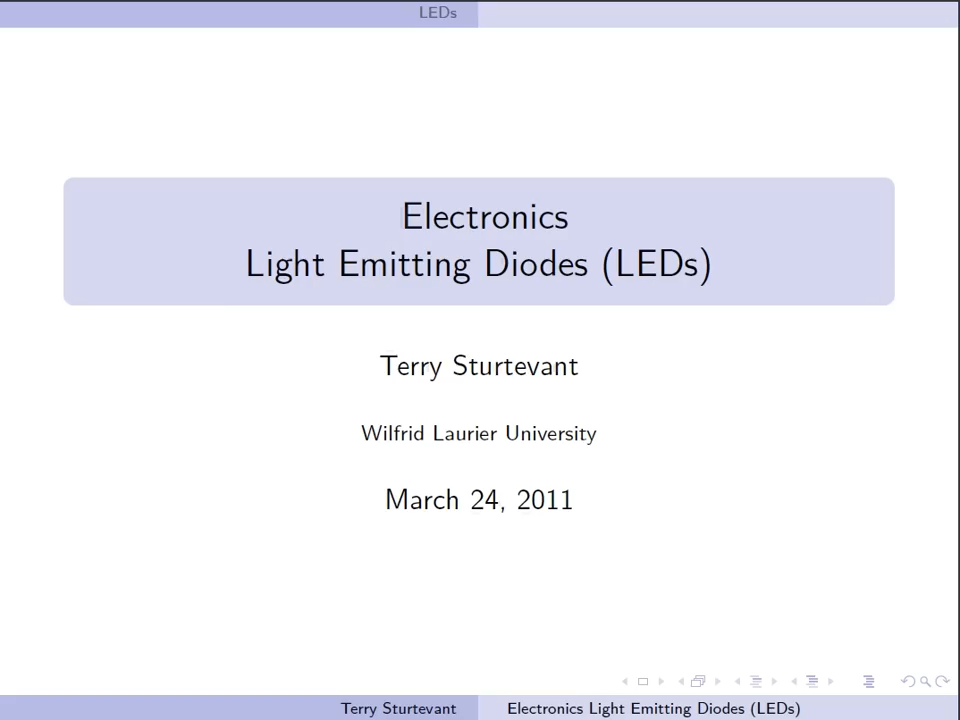 LEDs
Electronics
Light Emitting Diodes (LEDs)
Terry Sturtevant
Wilfrid Laurier University
March 24, 2011
Terry Sturtevant
Electronics Light Emitting Diodes (LEDs)